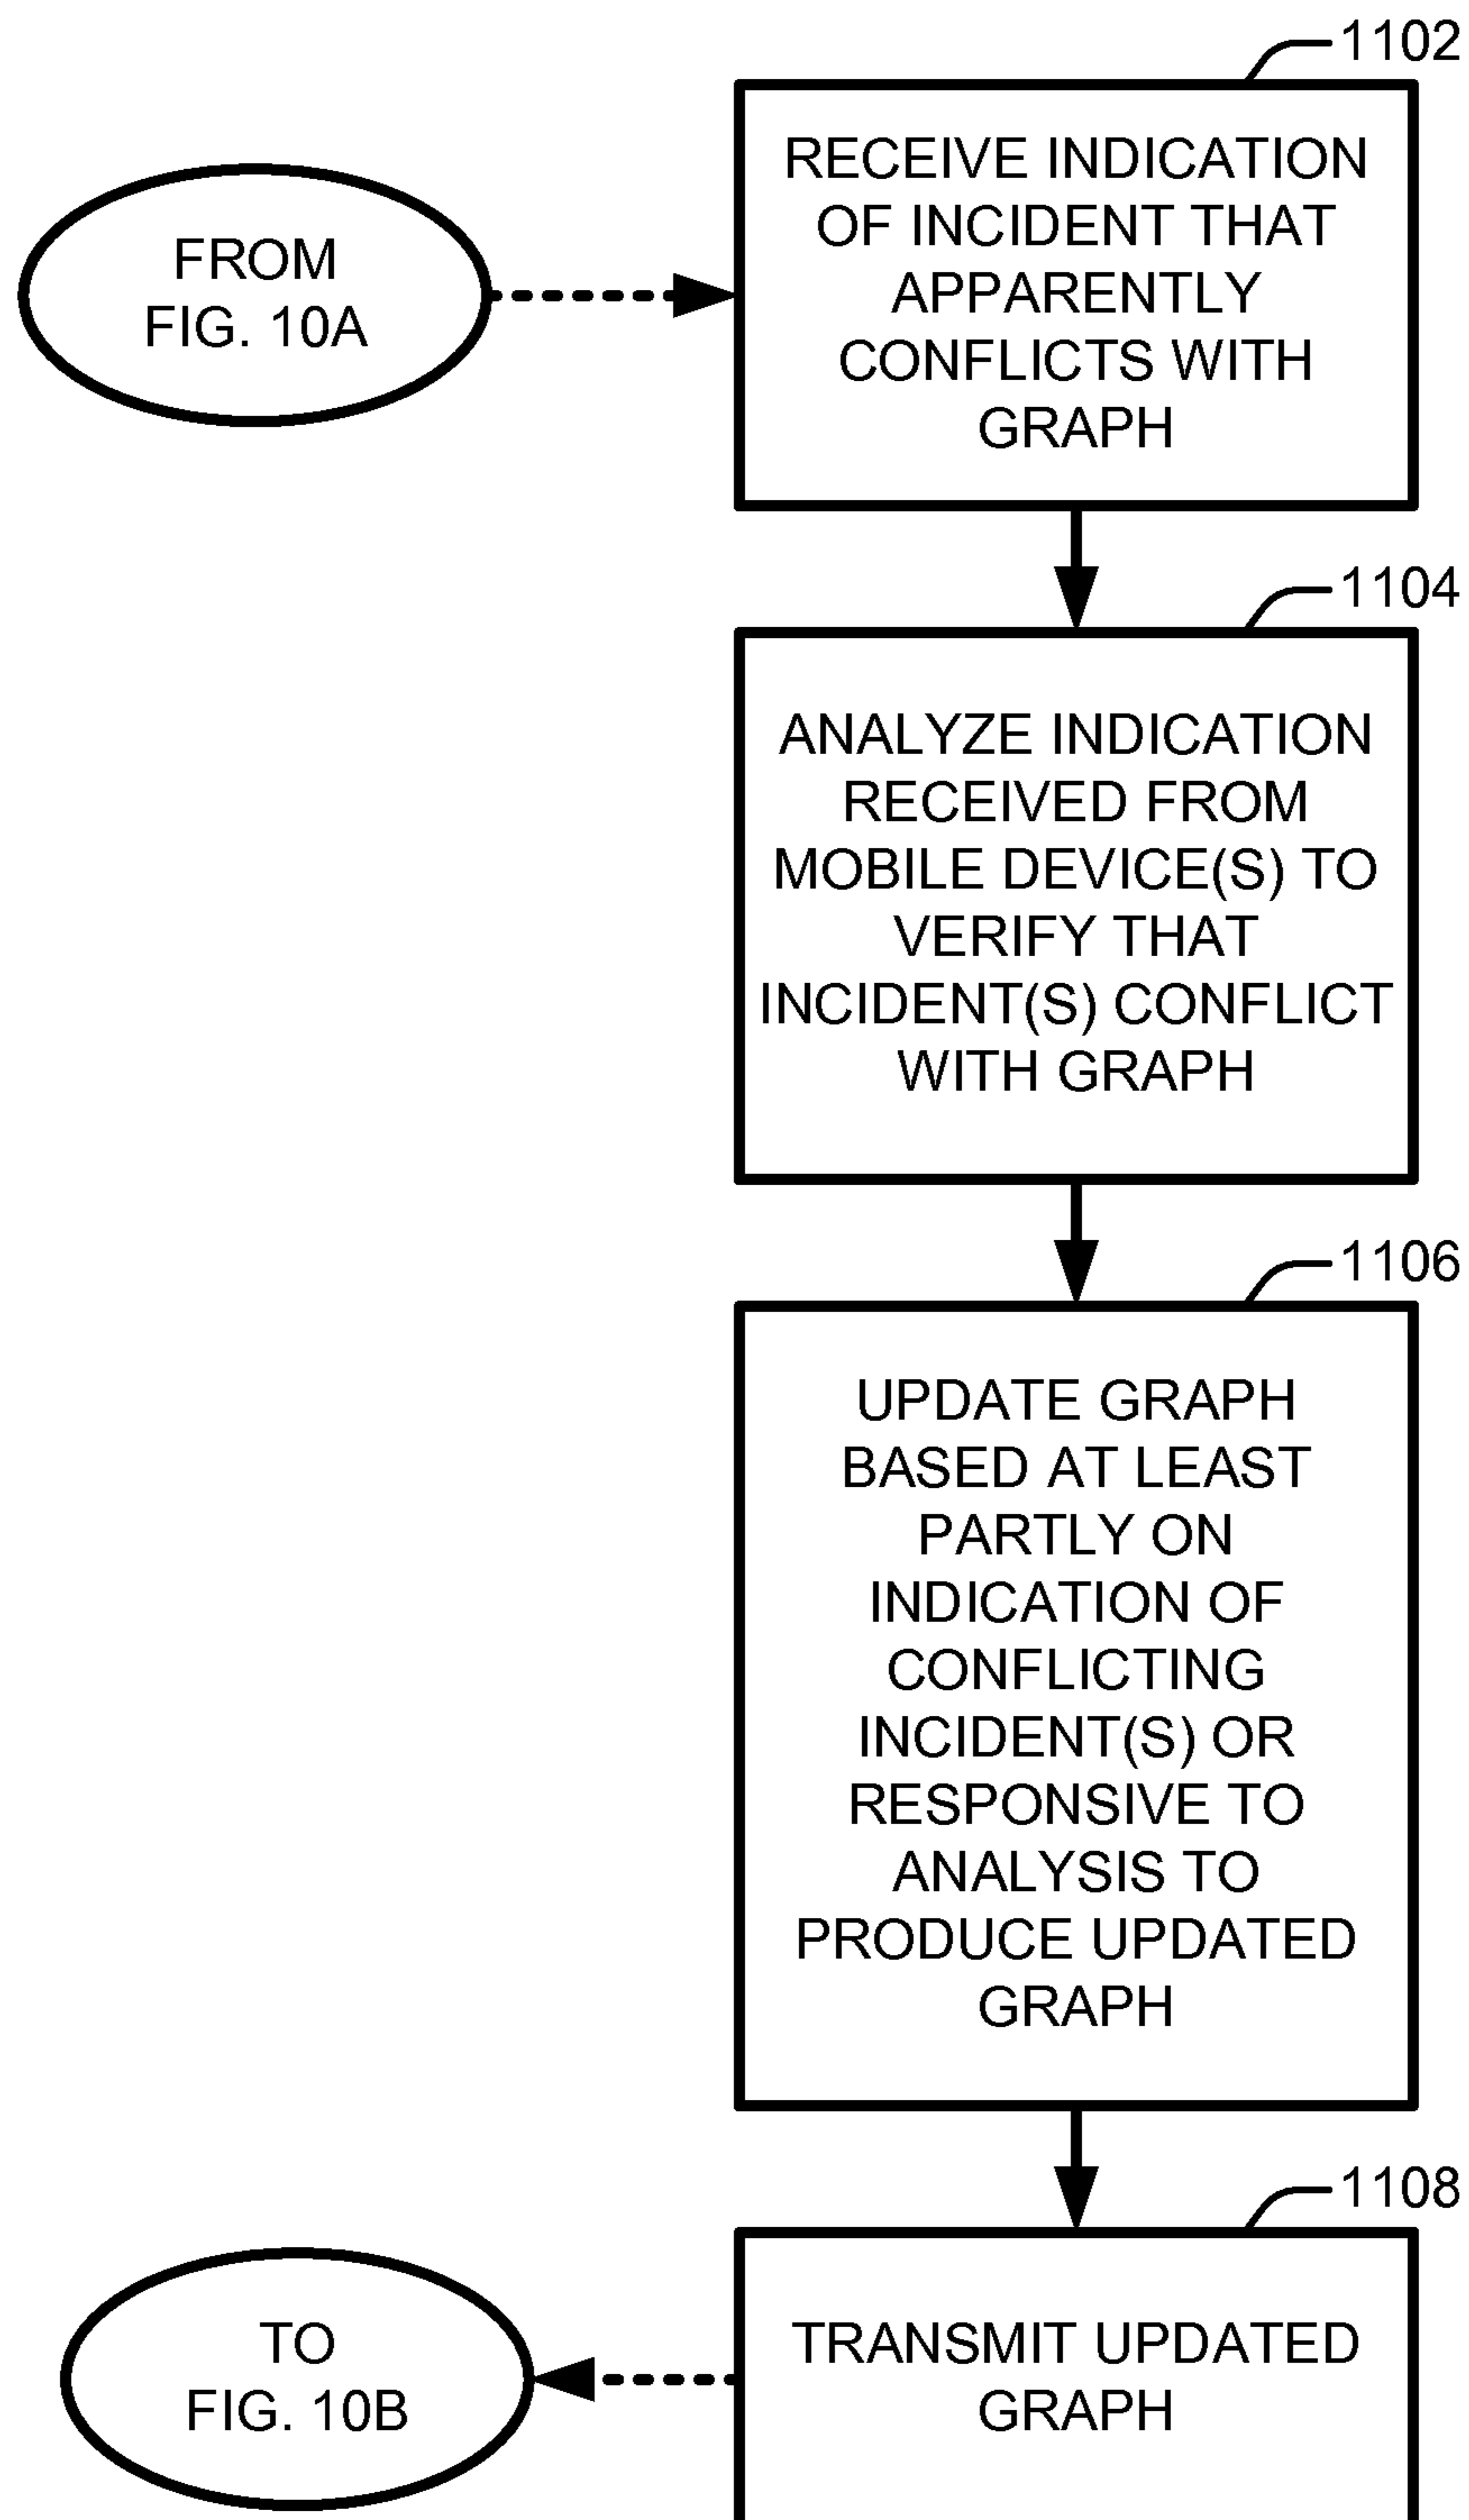 1102
RECEIVE INDICATION
OF INCIDENT THAT
APPARENTLY
CONFLICTS WITH
GRAPH
FROM
FIG. 10A
1104
ANALYZE INDICATION
RECEIVED FROM
MOBILE DEVICE(S) TO
VERIFY THAT
INCIDENT(S) CONFLICT
WITH GRAPH
1106
UPDATE GRAPH
BASED AT LEAST
PARTLY ON
INDICATION OF
CONFLICTING
INCIDENT(S) OR
RESPONSIVE TO
ANALYSIS TO
PRODUCE UPDATED
GRAPH
1108
TRANSMIT UPDATED
GRAPH
TO
FIG. 10B